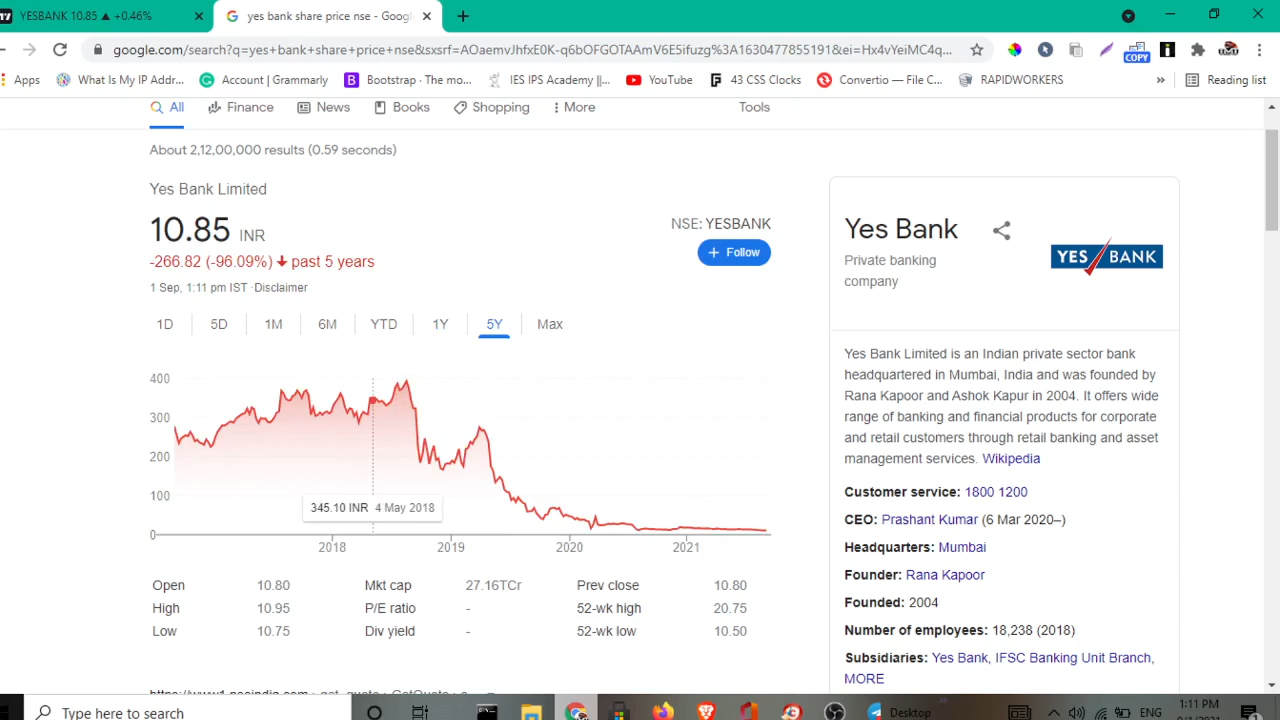 YESBANK 10.85 ▲ +0.46%
yes bank share price nse - Googl
google.com/search?q=yes+bank+share+price+nse&sxsrf=AOaemvJhfxE0K-q6bOFGOTAAmV6E5ifuzg%3A1630477855191&ei=Hx4vYeiMC4q...
COPY
Apps
What Is My IP Addr...
Account | Grammarly
Bootstrap · The mo...
IES IPS Academy ||...
YouTube
43 CSS Clocks
Convertio — File C...
RAPIDWORKERS
»
Reading list
All
Finance
News
Books
Shopping
More
Tools
About 2,12,00,000 results (0.59 seconds)
Yes Bank Limited
10.85 INR
NSE: YESBANK
-266.82 (-96.09%) ↓ past 5 years
+ Follow
1 Sep, 1:11 pm IST · Disclaimer
1D 5D 1M 6M YTD 1Y 5Y Max
400
300
200
100
0
345.10 INR 4 May 2018
2018 2019 2020 2021
Open 10.80 Mkt cap 27.16TCr Prev close 10.80
High 10.95 P/E ratio - 52-wk high 20.75
Low 10.75 Div yield - 52-wk low 10.50
Yes Bank
Private banking
company
YES BANK
Yes Bank Limited is an Indian private sector bank
headquartered in Mumbai, India and was founded by
Rana Kapoor and Ashok Kapur in 2004. It offers wide
range of banking and financial products for corporate
and retail customers through retail banking and asset
management services. Wikipedia
Customer service: 1800 1200
CEO: Prashant Kumar (6 Mar 2020–)
Headquarters: Mumbai
Founder: Rana Kapoor
Founded: 2004
Number of employees: 18,238 (2018)
Subsidiaries: Yes Bank, IFSC Banking Unit Branch,
MORE
Type here to search
Desktop
»
ENG
1:11 PM